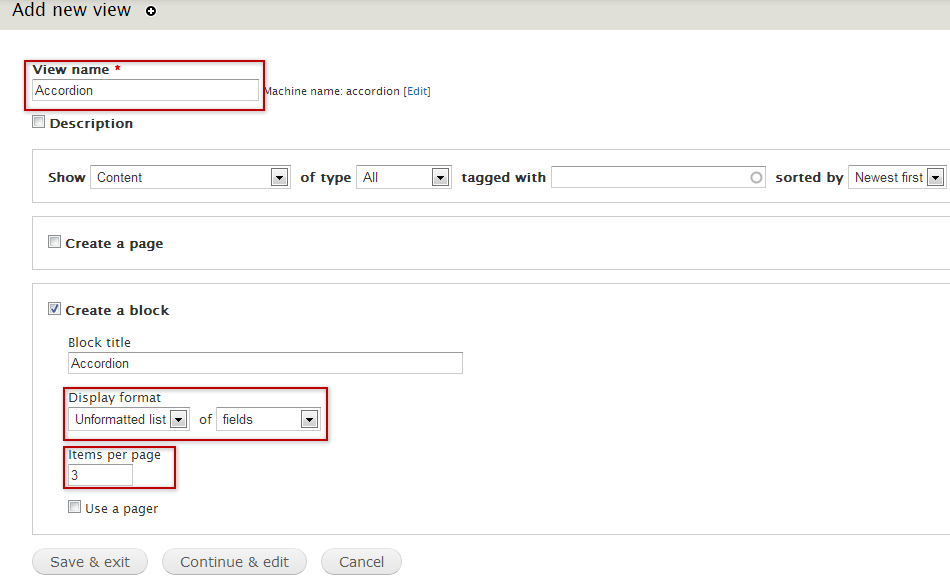 Add new view
View name *
Accordion
Machine name: accordion [Edit]
Description
Show Content of type All tagged with sorted by Newest first
Create a page
Create a block
Block title
Accordion
Display format
Unformatted list of fields
Items per page
3
Use a pager
Save & exit Continue & edit Cancel